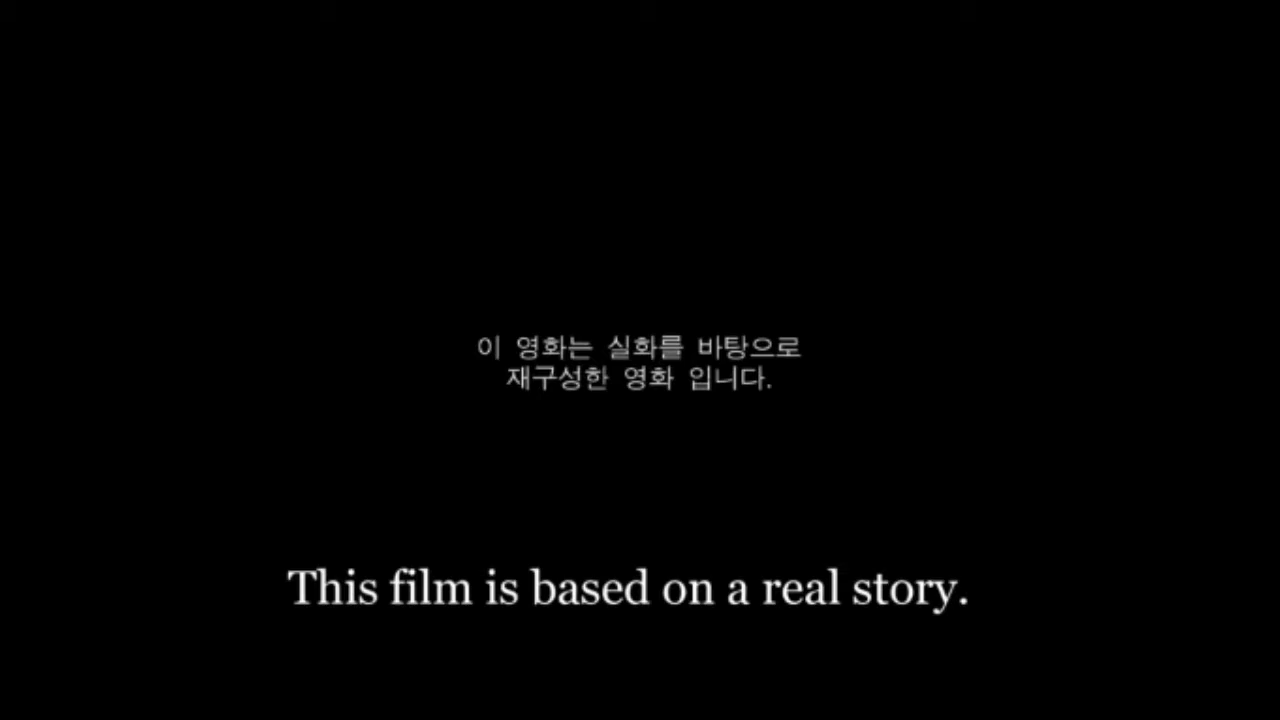 이 영화는 실화를 바탕으로
재구성한 영화 입니다.
This film is based on a real story.